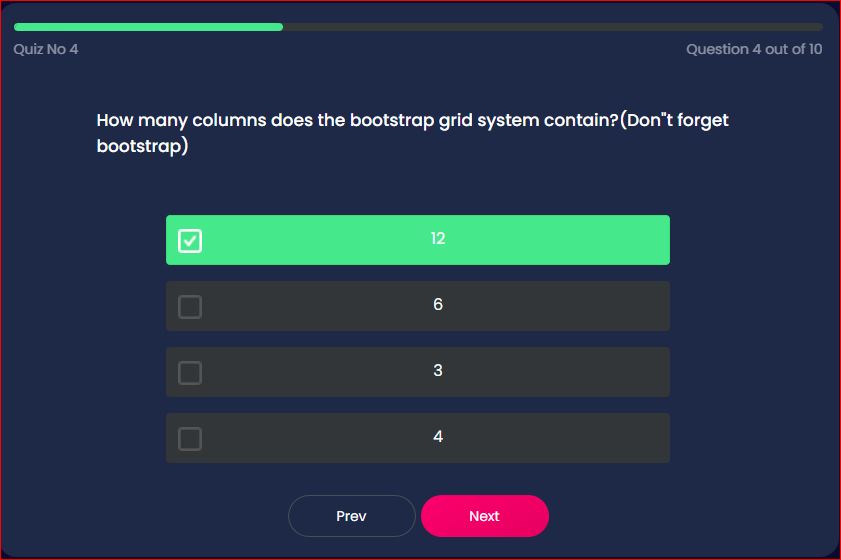 Quiz No 4
Question 4 out of 10
How many columns does the bootstrap grid system contain?(Don"t forget
bootstrap)
12
6
3
4
Prev
Next